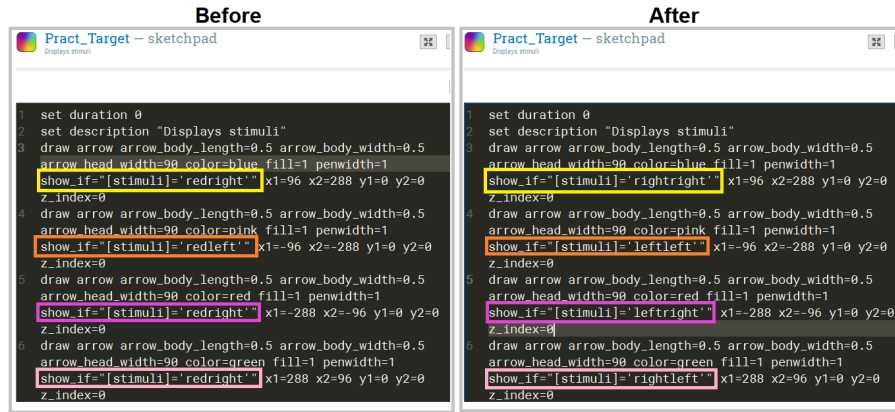 Before
Pract_Target — sketchpad
Displays stimuli
1 set duration 0
2 set description "Displays stimuli"
3 draw arrow arrow_body_length=0.5 arrow_body_width=0.5
arrow_head_width=90 color=blue fill=1 penwidth=1
show_if="[stimuli]='redright'" x1=96 x2=288 y1=0 y2=0
z_index=0
4 draw arrow arrow_body_length=0.5 arrow_body_width=0.5
arrow_head_width=90 color=pink fill=1 penwidth=1
show_if="[stimuli]='redleft'" x1=-96 x2=-288 y1=0 y2=0
z_index=0
5 draw arrow arrow_body_length=0.5 arrow_body_width=0.5
arrow_head_width=90 color=red fill=1 penwidth=1
show_if="[stimuli]='redright'" x1=-288 x2=-96 y1=0 y2=0
z_index=0
6 draw arrow arrow_body_length=0.5 arrow_body_width=0.5
arrow_head_width=90 color=green fill=1 penwidth=1
show_if="[stimuli]='redright'" x1=288 x2=96 y1=0 y2=0
z_index=0
After
Pract_Target — sketchpad
Displays stimuli
1 set duration 0
2 set description "Displays stimuli"
3 draw arrow arrow_body_length=0.5 arrow_body_width=0.5
arrow_head_width=90 color=blue fill=1 penwidth=1
show_if="[stimuli]='rightright'" x1=96 x2=288 y1=0 y2=0
z_index=0
4 draw arrow arrow_body_length=0.5 arrow_body_width=0.5
arrow_head_width=90 color=pink fill=1 penwidth=1
show_if="[stimuli]='leftleft'" x1=-96 x2=-288 y1=0 y2=0
z_index=0
5 draw arrow arrow_body_length=0.5 arrow_body_width=0.5
arrow_head_width=90 color=red fill=1 penwidth=1
show_if="[stimuli]='leftright'" x1=-288 x2=-96 y1=0 y2=0
z_index=0
6 draw arrow arrow_body_length=0.5 arrow_body_width=0.5
arrow_head_width=90 color=green fill=1 penwidth=1
show_if="[stimuli]='rightleft'" x1=288 x2=96 y1=0 y2=0
z_index=0